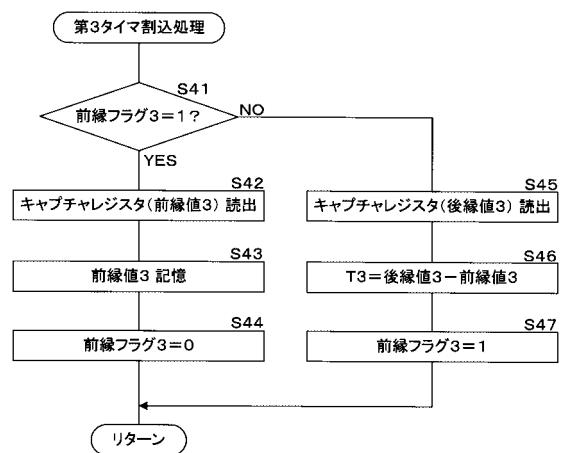 第3タイマ割込処理
S41
前縁フラグ3=1?
NO
YES
S42
キャプチャレジスタ(前縁値3) 読出
S43
前縁値3 記憶
S44
前縁フラグ3=0
S45
キャプチャレジスタ(後縁値3) 読出
S46
T3=後縁値3-前縁値3
S47
前縁フラグ3=1
リターン